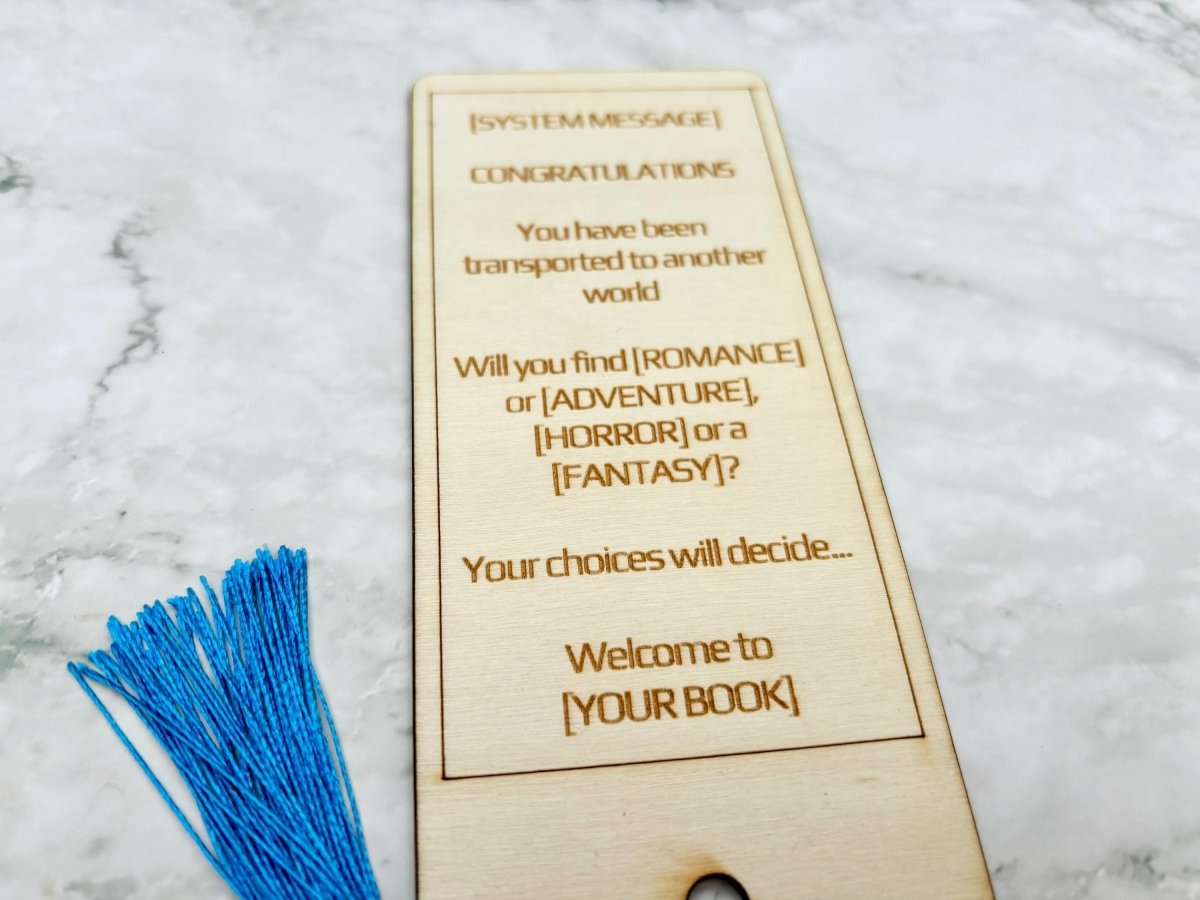 [SYSTEM MESSAGE]
CONGRATULATIONS
You have been
transported to another
world
Will you find [ROMANCE]
or [ADVENTURE],
[HORROR] or a
[FANTASY]?
Your choices will decide...
Welcome to
[YOUR BOOK]